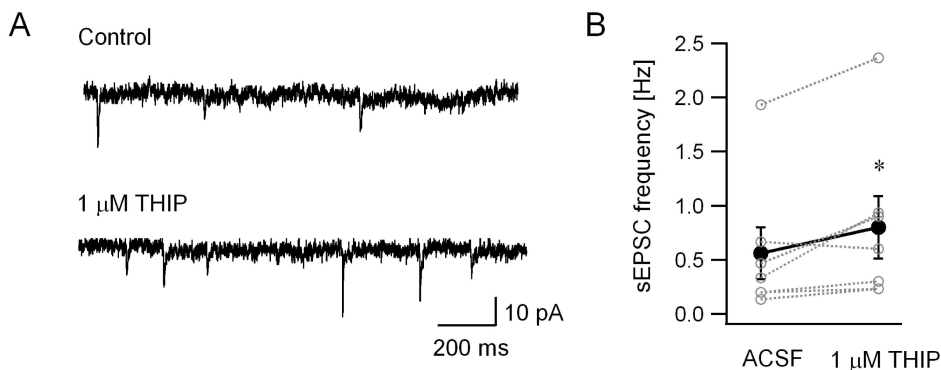 A
Control
1 μM THIP
10 pA
200 ms
B
sEPSC frequency [Hz]
2.5
2.0
1.5
1.0
0.5
0.0
*
ACSF
1 μM THIP